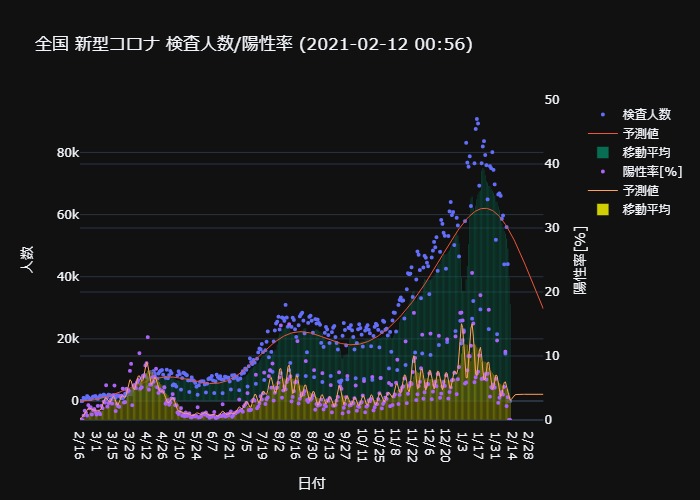 全国 新型コロナ 検査人数/陽性率 (2021-02-12 00:56)
検査人数
予測値
移動平均
陽性率[%]
予測値
移動平均
80k
60k
40k
20k
0
人数
50
40
30
20
10
0
陽性率[%]
2/16
3/1
3/15
3/29
4/12
4/26
5/10
5/24
6/7
6/21
7/5
7/19
8/2
8/16
8/30
9/13
9/27
10/11
10/25
11/8
11/22
12/6
12/20
1/3
1/17
1/31
2/14
2/28
日付